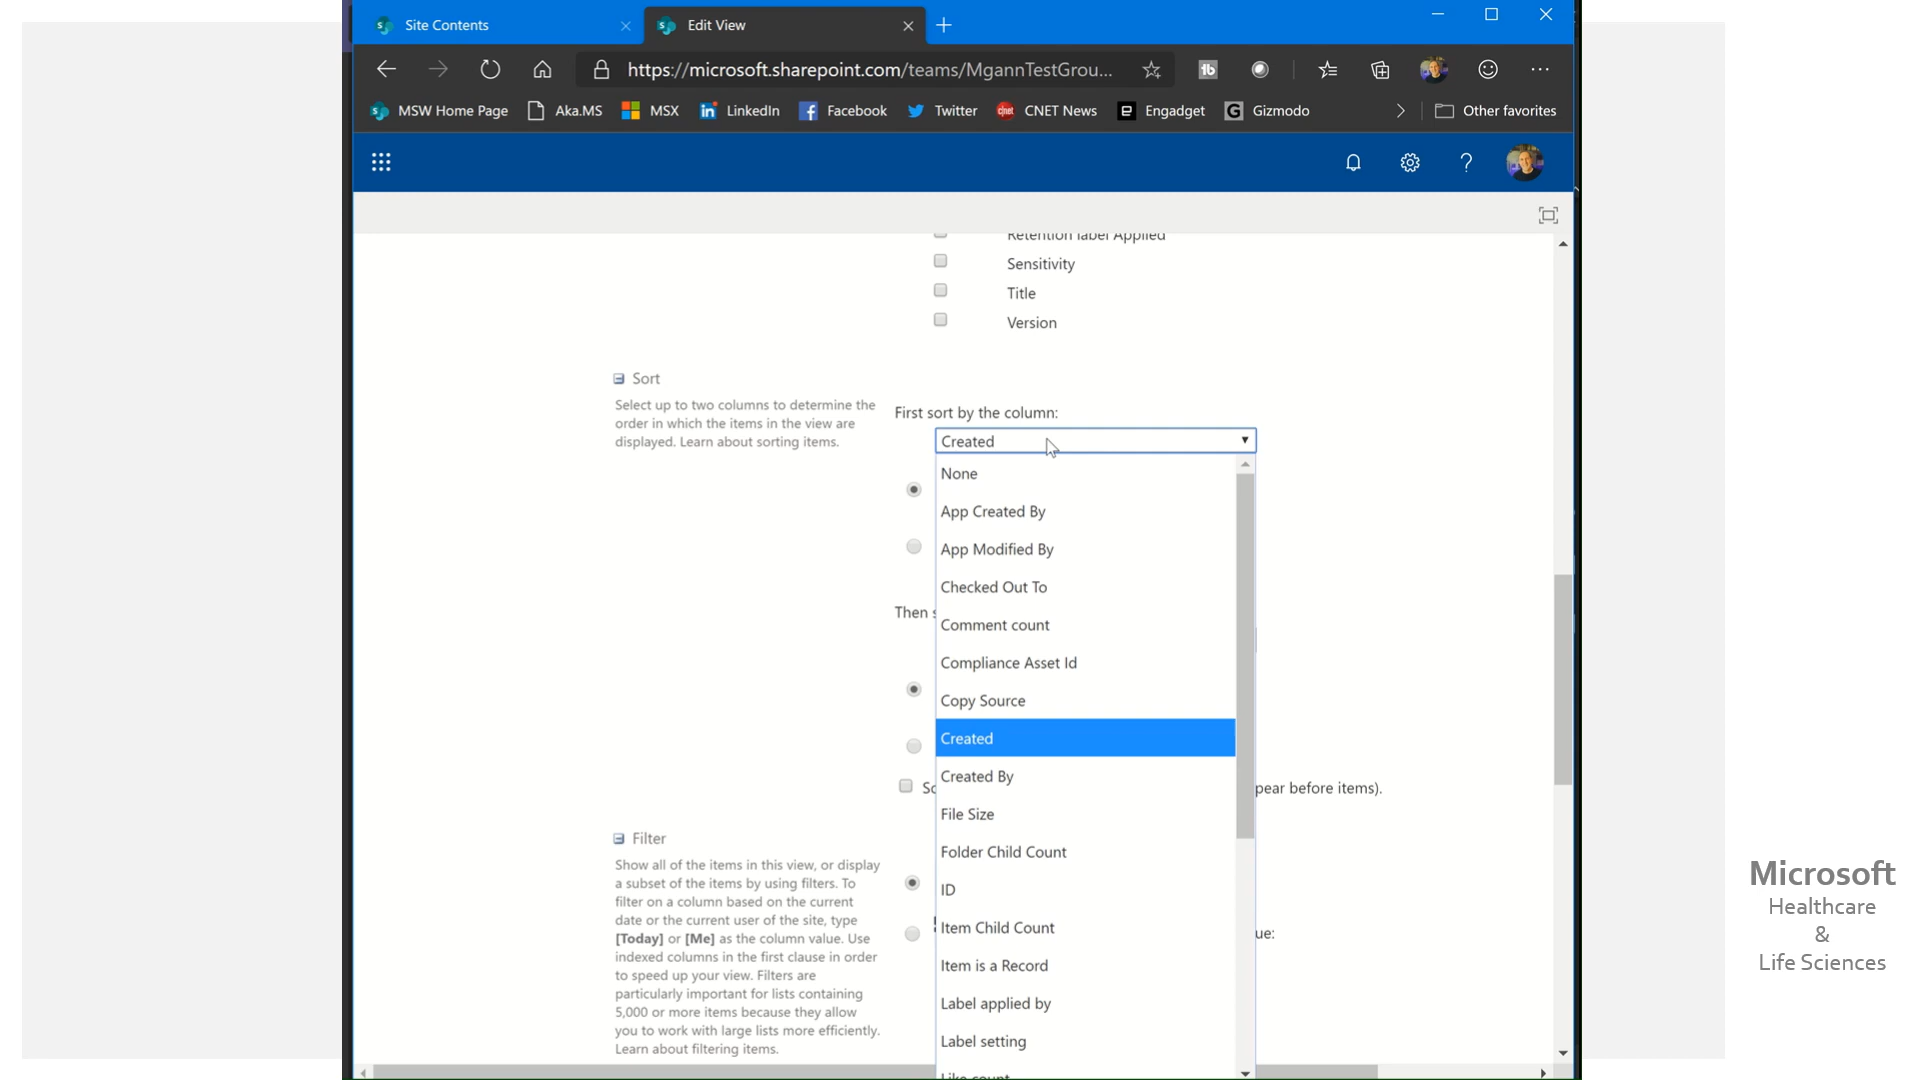 Site Contents
Edit View
https://microsoft.sharepoint.com/teams/MgannTestGrou...
MSW Home Page
Aka.MS
MSX
LinkedIn
Facebook
Twitter
CNET News
Engadget
Gizmodo
Other favorites
Retention label Applied
Sensitivity
Title
Version
Sort
Select up to two columns to determine the
order in which the items in the view are
displayed. Learn about sorting items.
First sort by the column:
Created
None
App Created By
App Modified By
Checked Out To
Then s
Comment count
Compliance Asset Id
Copy Source
Created
Created By
So
pear before items).
File Size
Folder Child Count
ID
Item Child Count
ue:
Item is a Record
Label applied by
Label setting
Like count
Filter
Show all of the items in this view, or display
a subset of the items by using filters. To
filter on a column based on the current
date or the current user of the site, type
[Today] or [Me] as the column value. Use
indexed columns in the first clause in order
to speed up your view. Filters are
particularly important for lists containing
5,000 or more items because they allow
you to work with large lists more efficiently.
Learn about filtering items.
Microsoft
Healthcare
&
Life Sciences